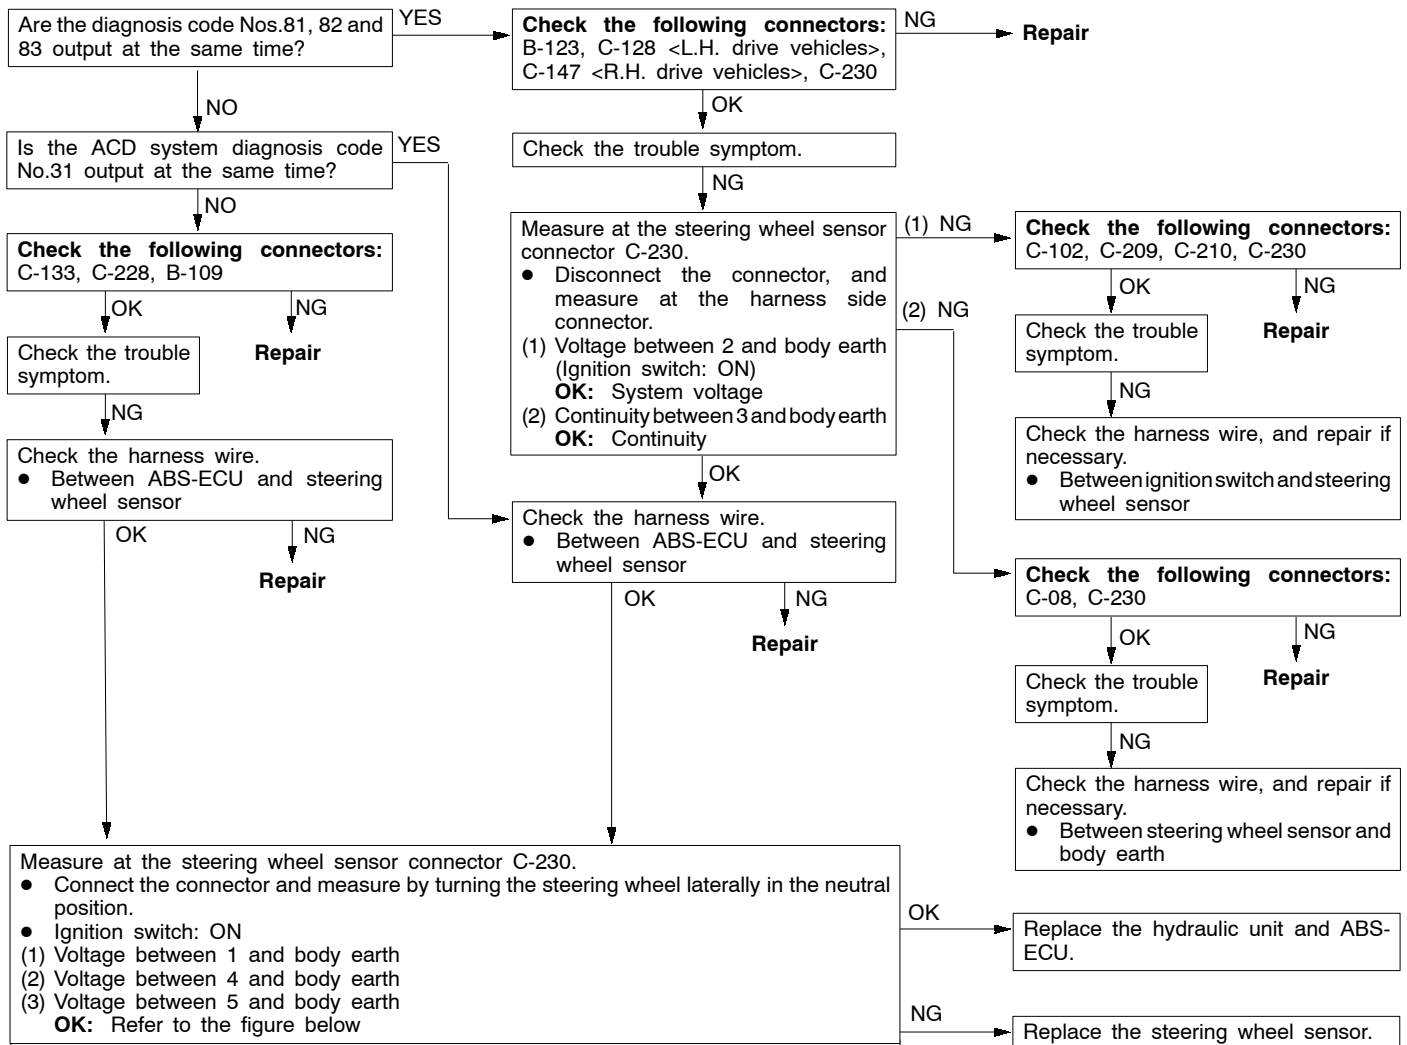 Are the diagnosis code Nos.81, 82 and
83 output at the same time?
YES
NO
Is the ACD system diagnosis code
No.31 output at the same time?
YES
NO
Check the following connectors:
C-133, C-228, B-109
OK
NG
Check the trouble
symptom.
Repair
NG
Check the harness wire.
● Between ABS-ECU and steering
wheel sensor
OK
NG
Repair
Check the following connectors:
B-123, C-128 <L.H. drive vehicles>,
C-147 <R.H. drive vehicles>, C-230
NG
Repair
OK
Check the trouble symptom.
NG
Measure at the steering wheel sensor
connector C-230.
● Disconnect the connector, and
measure at the harness side
connector.
(1) Voltage between 2 and body earth
(Ignition switch: ON)
OK: System voltage
(2) Continuity between 3 and body earth
OK: Continuity
(1) NG
(2) NG
OK
Check the harness wire.
● Between ABS-ECU and steering
wheel sensor
OK
NG
Repair
Check the following connectors:
C-102, C-209, C-210, C-230
OK
NG
Check the trouble
symptom.
Repair
NG
Check the harness wire, and repair if
necessary.
● Between ignition switch and steering
wheel sensor
Check the following connectors:
C-08, C-230
OK
NG
Check the trouble
symptom.
Repair
NG
Check the harness wire, and repair if
necessary.
● Between steering wheel sensor and
body earth
Measure at the steering wheel sensor connector C-230.
● Connect the connector and measure by turning the steering wheel laterally in the neutral
position.
● Ignition switch: ON
(1) Voltage between 1 and body earth
(2) Voltage between 4 and body earth
(3) Voltage between 5 and body earth
OK: Refer to the figure below
OK
Replace the hydraulic unit and ABS-
ECU.
NG
Replace the steering wheel sensor.